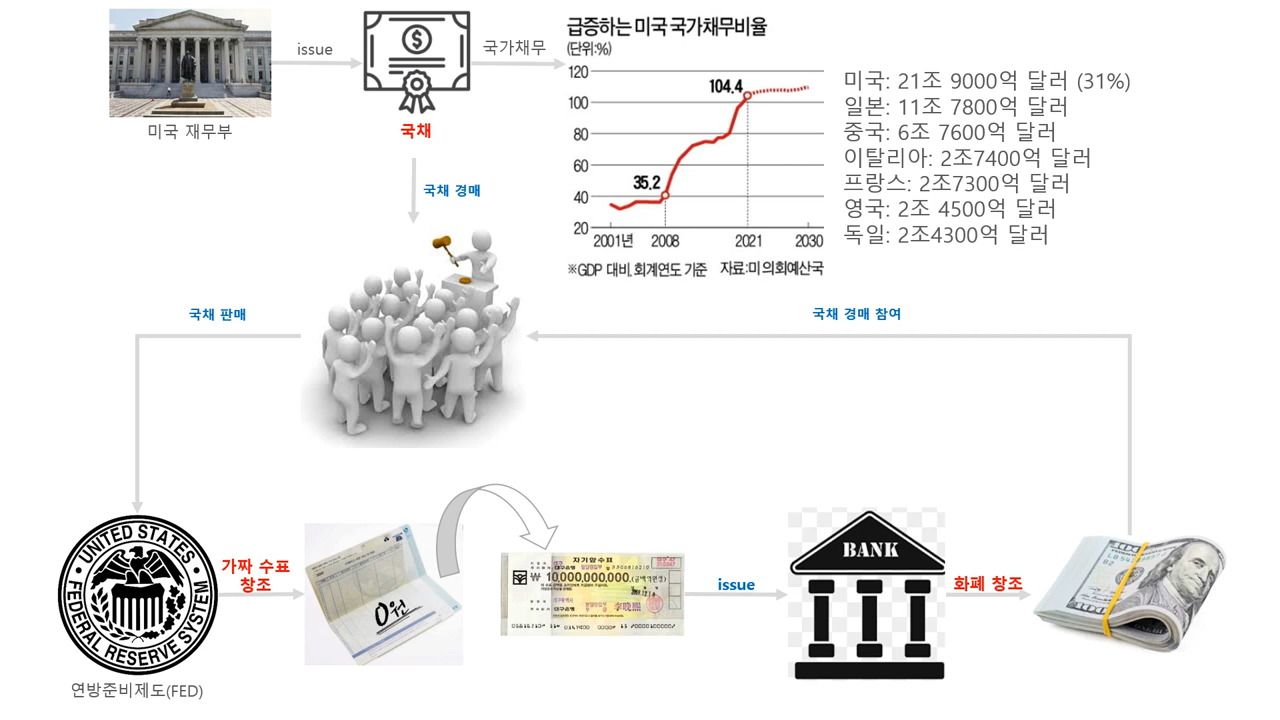 issue
국가채무
미국 재무부
국채
국채 경매
급증하는 미국 국가채무비율
(단위:%)
120
100
80
60
40
20
104.4
35.2
2001년 2008 2021 2030
※GDP 대비, 회계연도 기준 자료:미 의회예산국
미국: 21조 9000억 달러 (31%)
일본: 11조 7800억 달러
중국: 6조 7600억 달러
이탈리아: 2조7400억 달러
프랑스: 2조7300억 달러
영국: 2조 4500억 달러
독일: 2조4300억 달러
국채 판매
국채 경매 참여
UNITED STATES
FEDERAL RESERVE SYSTEM
연방준비제도(FED)
가짜 수표
창조
0원
자기앞수표
₩ 10,000,000,000
issue
BANK
화폐 창조
100